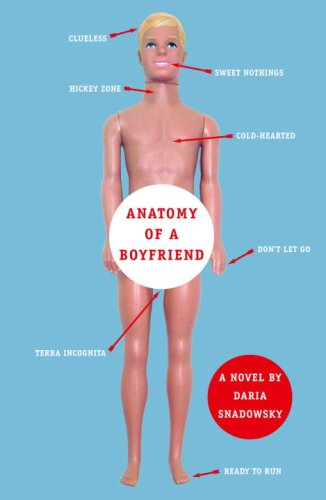 CLUELESS
SWEET NOTHINGS
HICKEY ZONE
COLD-HEARTED
ANATOMY
OF A
BOYFRIEND
DON'T LET GO
TERRA INCOGNITA
A NOVEL BY
DARIA
SNADOWSKY
READY TO RUN